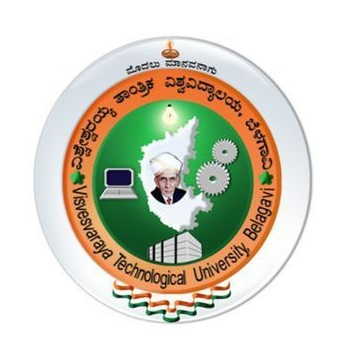 ಮೊದಲು ಮಾನವನಾಗು
ವಿಶ್ವೇಶ್ವರಯ್ಯ ತಾಂತ್ರಿಕ ವಿಶ್ವವಿದ್ಯಾಲಯ, ಬೆಳಗಾವಿ
Visvesvaraya Technological University, Belagavi